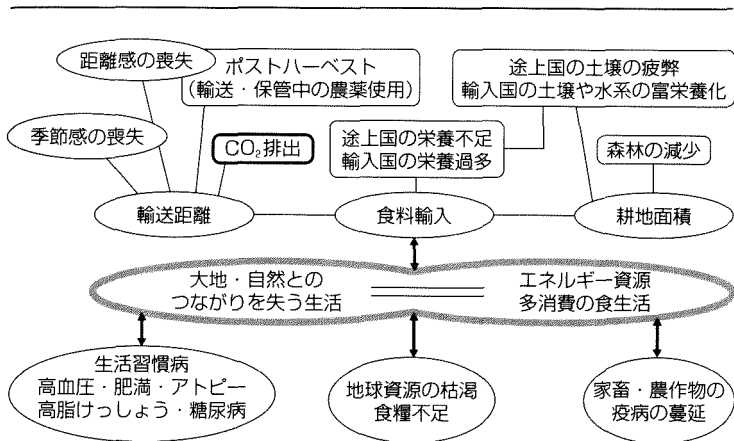 距離感の喪失
ポストハーベスト
(輸送・保管中の農薬使用)
途上国の土壌の疲弊
輸入国の土壌や水系の富栄養化
季節感の喪失
CO₂排出
途上国の栄養不足
輸入国の栄養過多
森林の減少
輸送距離
食料輸入
耕地面積
大地・自然との
つながりを失う生活
エネルギー資源
多消費の食生活
生活習慣病
高血圧・肥満・アトピー
高脂けっしょう・糖尿病
地球資源の枯渇
食糧不足
家畜・農作物の
疫病の蔓延